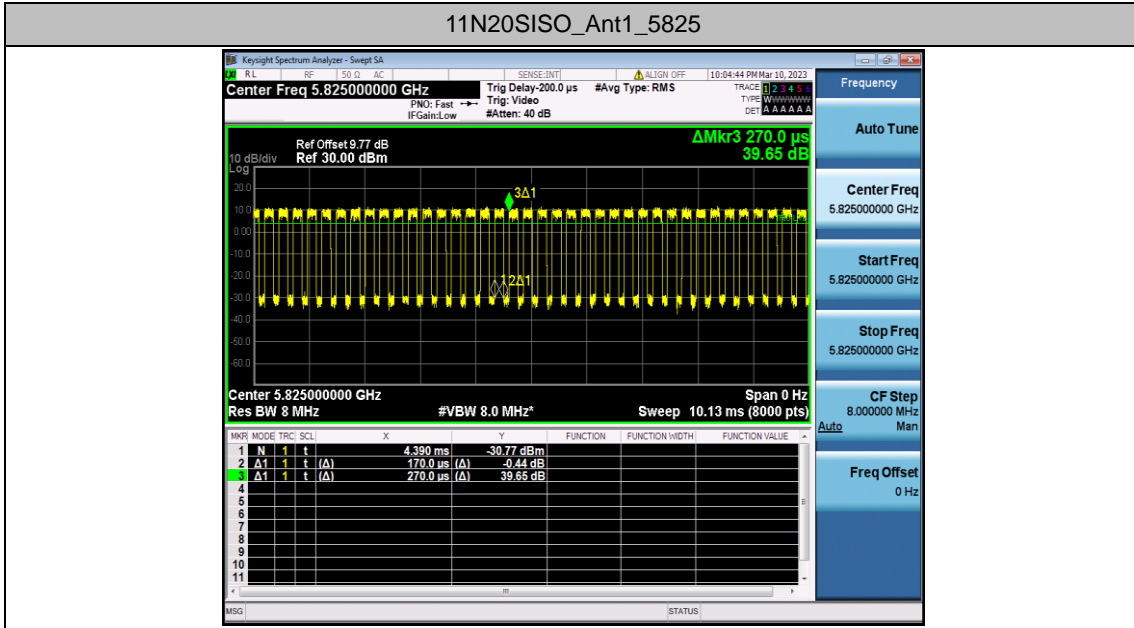 11N20SISO_Ant1_5825
Keysight Spectrum Analyzer - Swept SA
RL RF 50 Ω AC SENSE:INT ALIGN OFF 10:04:44 PM Mar 10, 2023
Center Freq 5.825000000 GHz
PNO: Fast
IFGain:Low
Trig Delay-200.0 µs
Trig: Video
#Atten: 40 dB
#Avg Type: RMS
TRACE 1 2 3 4 5 6
TYPE WWWWWW
DET A A A A A A
10 dB/div
Log
Ref Offset 9.77 dB
Ref 30.00 dBm
ΔMkr3 270.0 µs
39.65 dB
20.0
10.0
0.00
-10.0
-20.0
-30.0
-40.0
-50.0
-60.0
3Δ1
1 2Δ1
Center 5.825000000 GHz Span 0 Hz
Res BW 8 MHz #VBW 8.0 MHz* Sweep 10.13 ms (8000 pts)
MKR MODE TRC SCL X Y FUNCTION FUNCTION WIDTH FUNCTION VALUE
1 N 1 t 4.390 ms -30.77 dBm
2 Δ1 1 t (Δ) 170.0 µs (Δ) -0.44 dB
3 Δ1 1 t (Δ) 270.0 µs (Δ) 39.65 dB
4
5
6
7
8
9
10
11
MSG STATUS
Frequency
Auto Tune
Center Freq
5.825000000 GHz
Start Freq
5.825000000 GHz
Stop Freq
5.825000000 GHz
CF Step
8.000000 MHz
Auto Man
Freq Offset
0 Hz